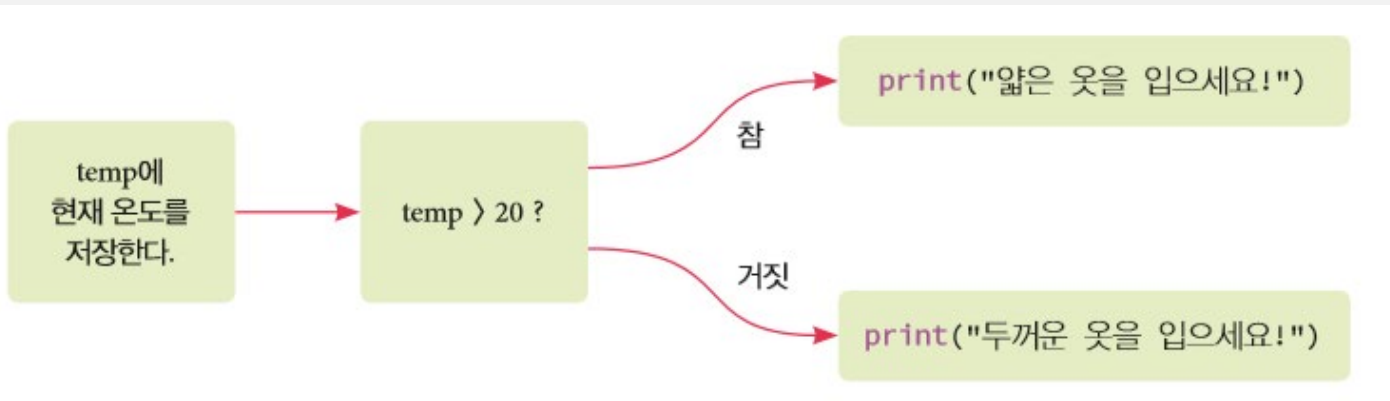 temp에
현재 온도를
저장한다.
temp > 20 ?
참
print("얇은 옷을 입으세요!")
거짓
print("두꺼운 옷을 입으세요!")